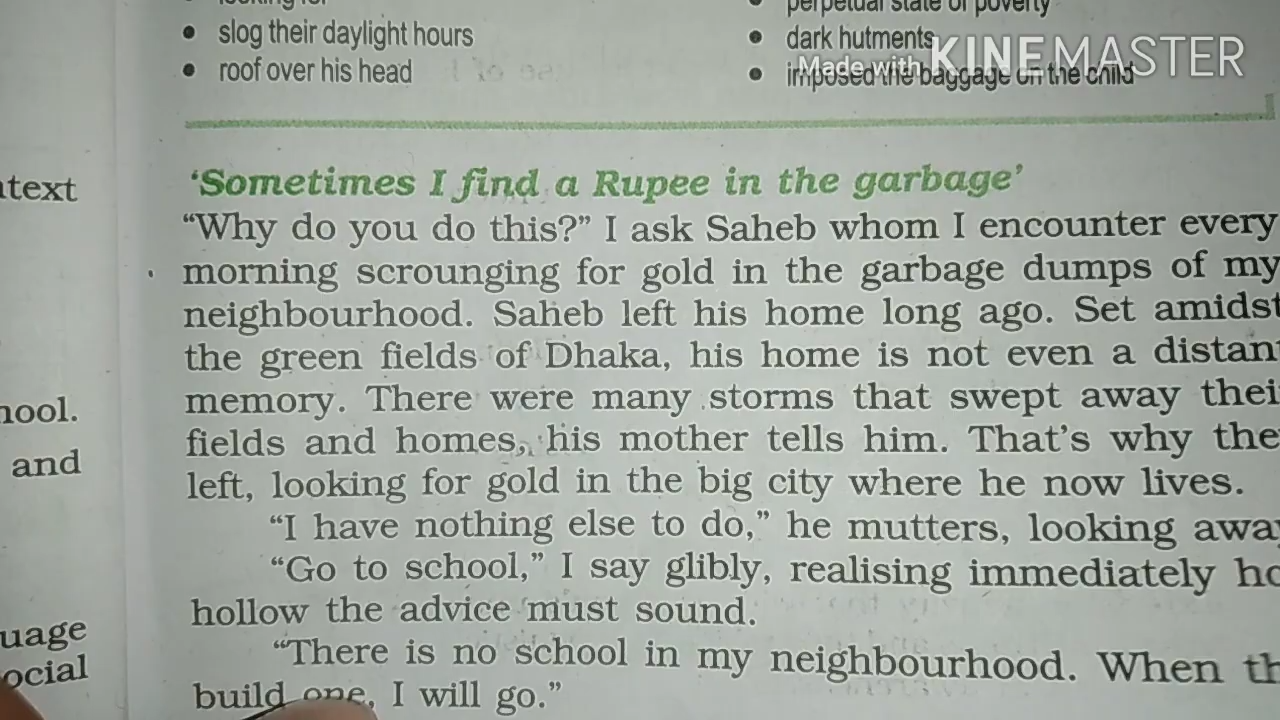 looking for
slog their daylight hours
roof over his head
perpetual state of poverty
dark hutments
imposed the baggage on the child
Made with KINEMASTER
'Sometimes I find a Rupee in the garbage'
"Why do you do this?" I ask Saheb whom I encounter every
morning scrounging for gold in the garbage dumps of my
neighbourhood. Saheb left his home long ago. Set amidst
the green fields of Dhaka, his home is not even a distant
memory. There were many storms that swept away thei
fields and homes, his mother tells him. That's why the
left, looking for gold in the big city where he now lives.
"I have nothing else to do," he mutters, looking away
"Go to school," I say glibly, realising immediately ho
hollow the advice must sound.
"There is no school in my neighbourhood. When th
build one, I will go."
ntext
hool.
and
uage
ocial